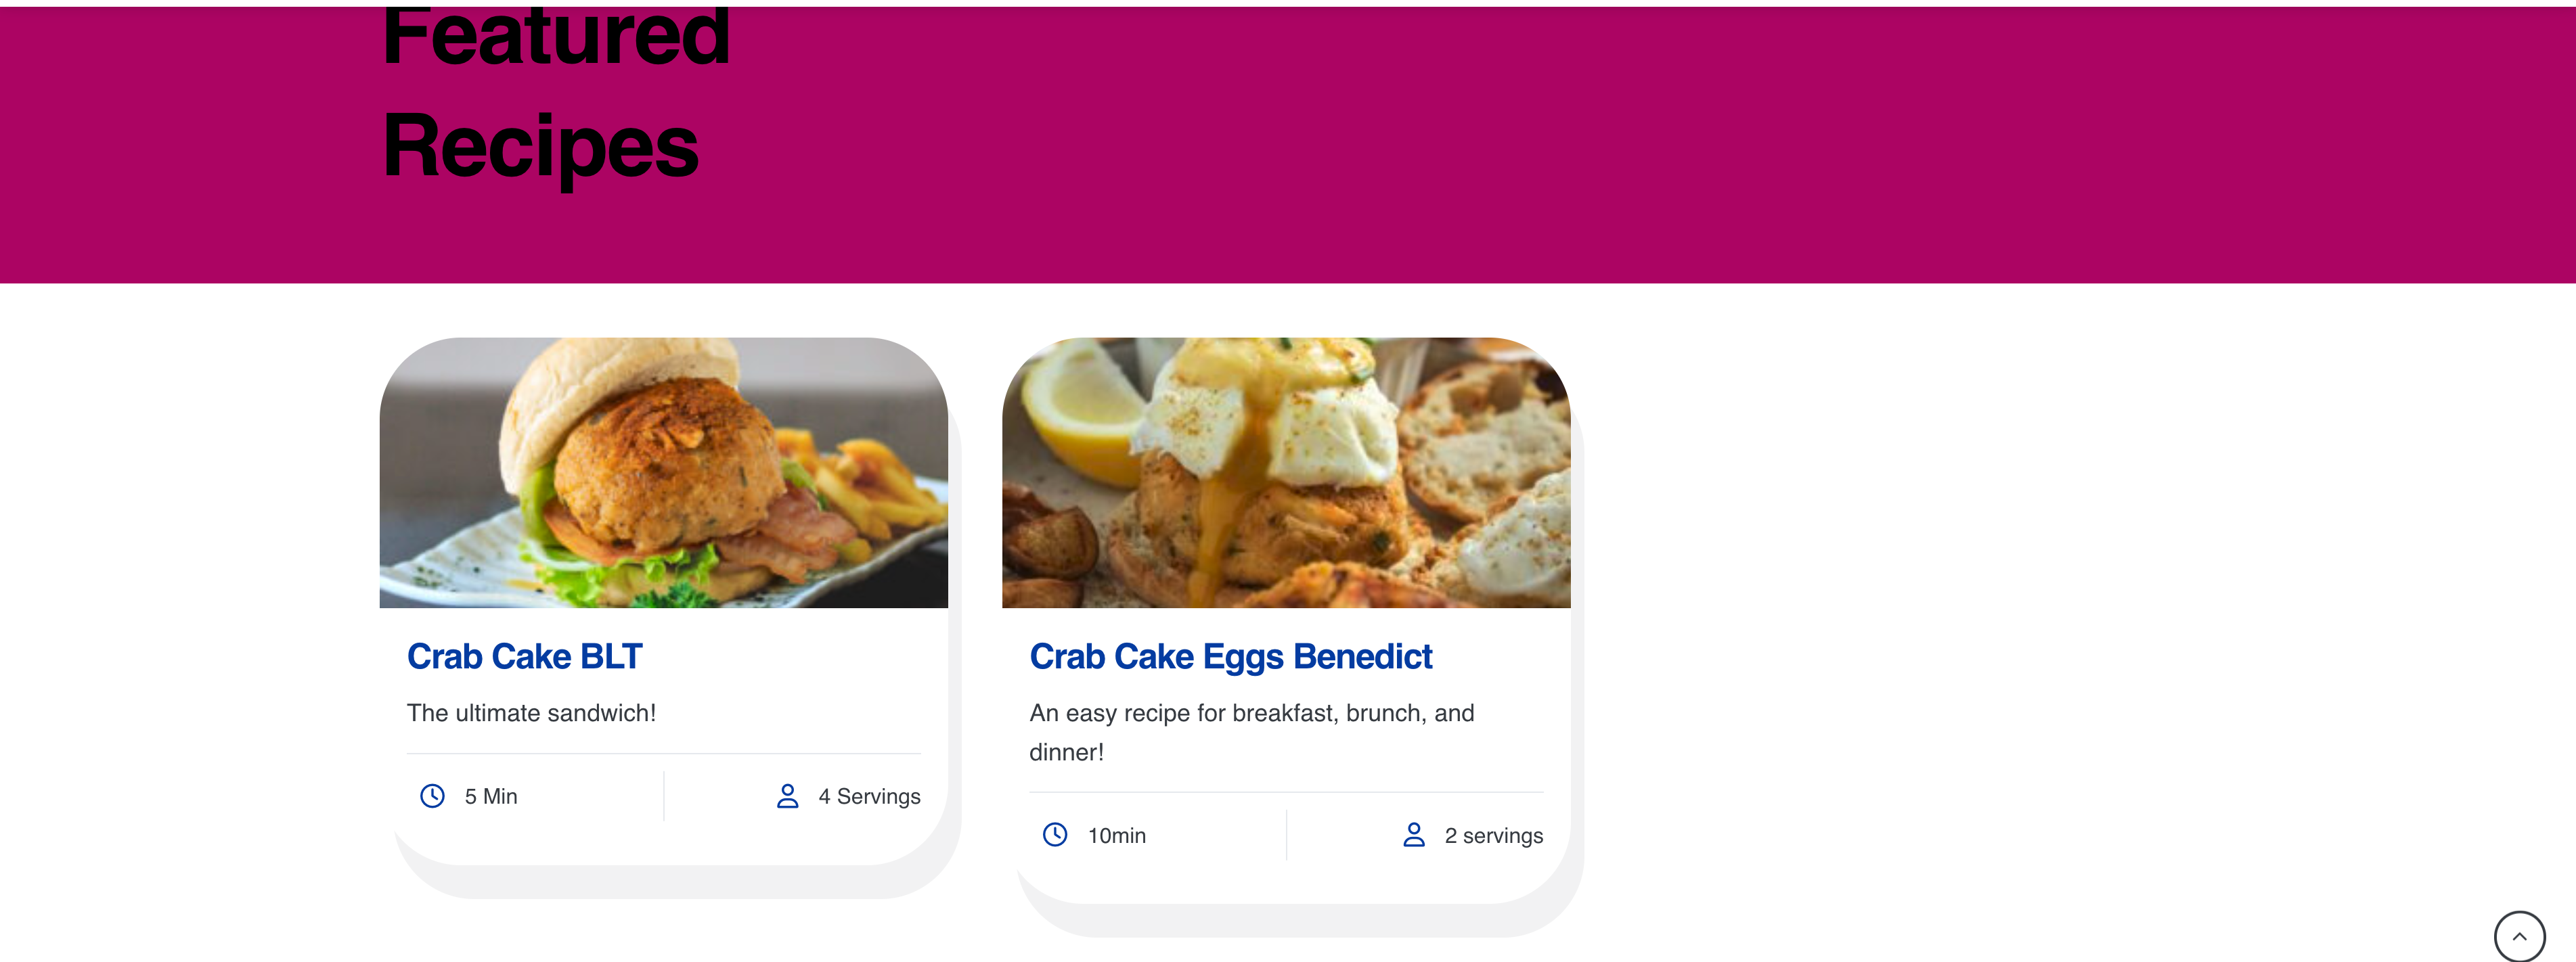 Featured
Recipes
Crab Cake BLT
The ultimate sandwich!
5 Min
4 Servings
Crab Cake Eggs Benedict
An easy recipe for breakfast, brunch, and
dinner!
10min
2 servings